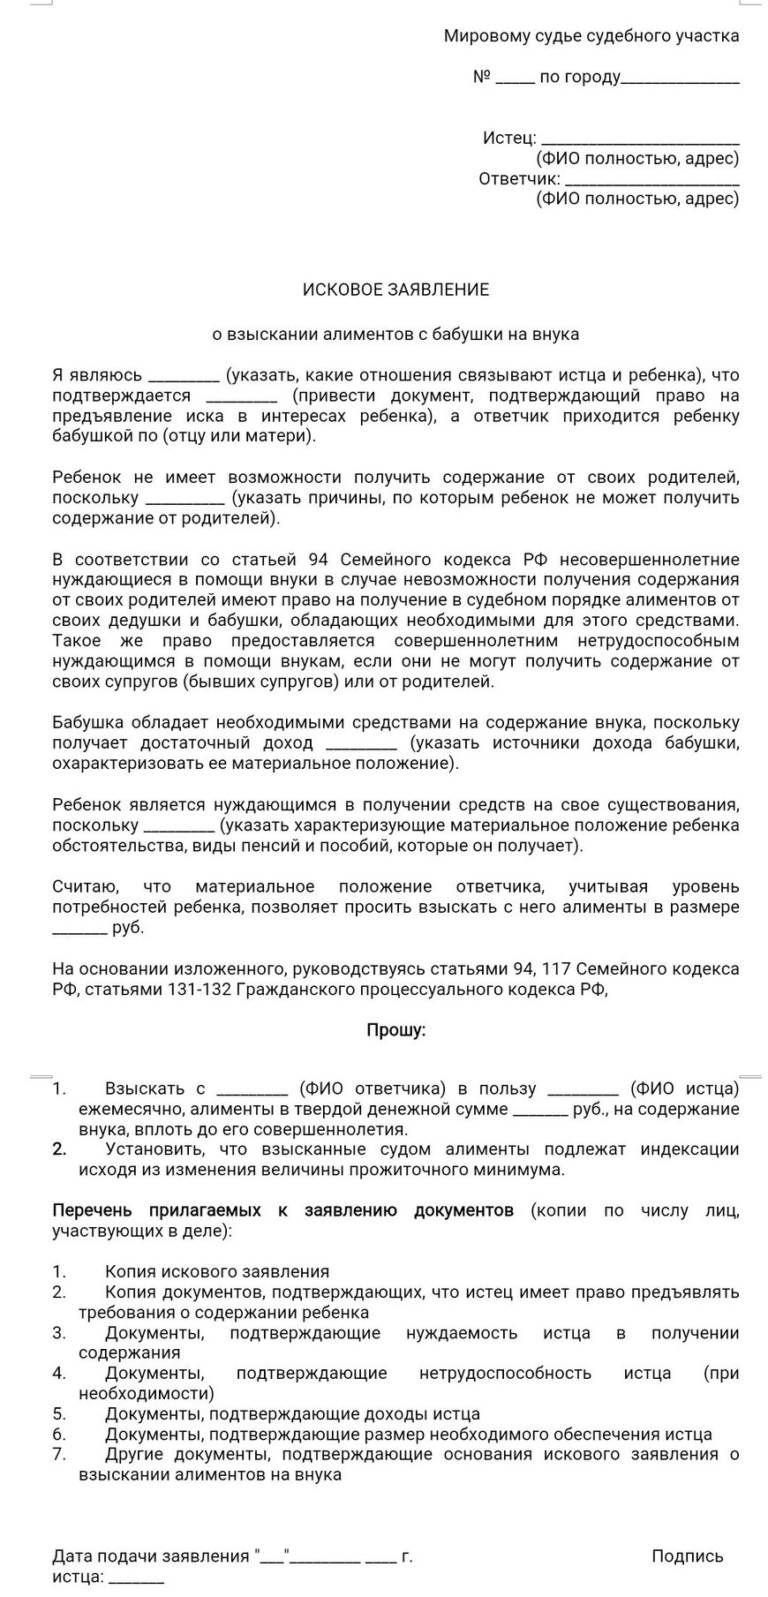 Мировому судье судебного участка
№ _____ по городу_______________
Истец: _________________________
(ФИО полностью, адрес)
Ответчик: ______________________
(ФИО полностью, адрес)
ИСКОВОЕ ЗАЯВЛЕНИЕ
о взыскании алиментов с бабушки на внука
Я являюсь _________ (указать, какие отношения связывают истца и ребенка), что
подтверждается _________ (привести документ, подтверждающий право на
предъявление иска в интересах ребенка), а ответчик приходится ребенку
бабушкой по (отцу или матери).
Ребенок не имеет возможности получить содержание от своих родителей,
поскольку __________ (указать причины, по которым ребенок не может получить
содержание от родителей).
В соответствии со статьей 94 Семейного кодекса РФ несовершеннолетние
нуждающиеся в помощи внуки в случае невозможности получения содержания
от своих родителей имеют право на получение в судебном порядке алиментов от
своих дедушки и бабушки, обладающих необходимыми для этого средствами.
Такое же право предоставляется совершеннолетним нетрудоспособным
нуждающимся в помощи внукам, если они не могут получить содержание от
своих супругов (бывших супругов) или от родителей.
Бабушка обладает необходимыми средствами на содержание внука, поскольку
получает достаточный доход _________ (указать источники дохода бабушки,
охарактеризовать ее материальное положение).
Ребенок является нуждающимся в получении средств на свое существования,
поскольку _________ (указать характеризующие материальное положение ребенка
обстоятельства, виды пенсий и пособий, которые он получает).
Считаю, что материальное положение ответчика, учитывая уровень
потребностей ребенка, позволяет просить взыскать с него алименты в размере
_______ руб.
На основании изложенного, руководствуясь статьями 94, 117 Семейного кодекса
РФ, статьями 131-132 Гражданского процессуального кодекса РФ,
Прошу:
1. Взыскать с _________ (ФИО ответчика) в пользу _________ (ФИО истца)
ежемесячно, алименты в твердой денежной сумме _______ руб., на содержание
внука, вплоть до его совершеннолетия.
2. Установить, что взысканные судом алименты подлежат индексации
исходя из изменения величины прожиточного минимума.
Перечень прилагаемых к заявлению документов (копии по числу лиц,
участвующих в деле):
1. Копия искового заявления
2. Копия документов, подтверждающих, что истец имеет право предъявлять
требования о содержании ребенка
3. Документы, подтверждающие нуждаемость истца в получении
содержания
4. Документы, подтверждающие нетрудоспособность истца (при
необходимости)
5. Документы, подтверждающие доходы истца
6. Документы, подтверждающие размер необходимого обеспечения истца
7. Другие документы, подтверждающие основания искового заявления о
взыскании алиментов на внука
Дата подачи заявления "___"_________ ____ г. Подпись
истца: _______